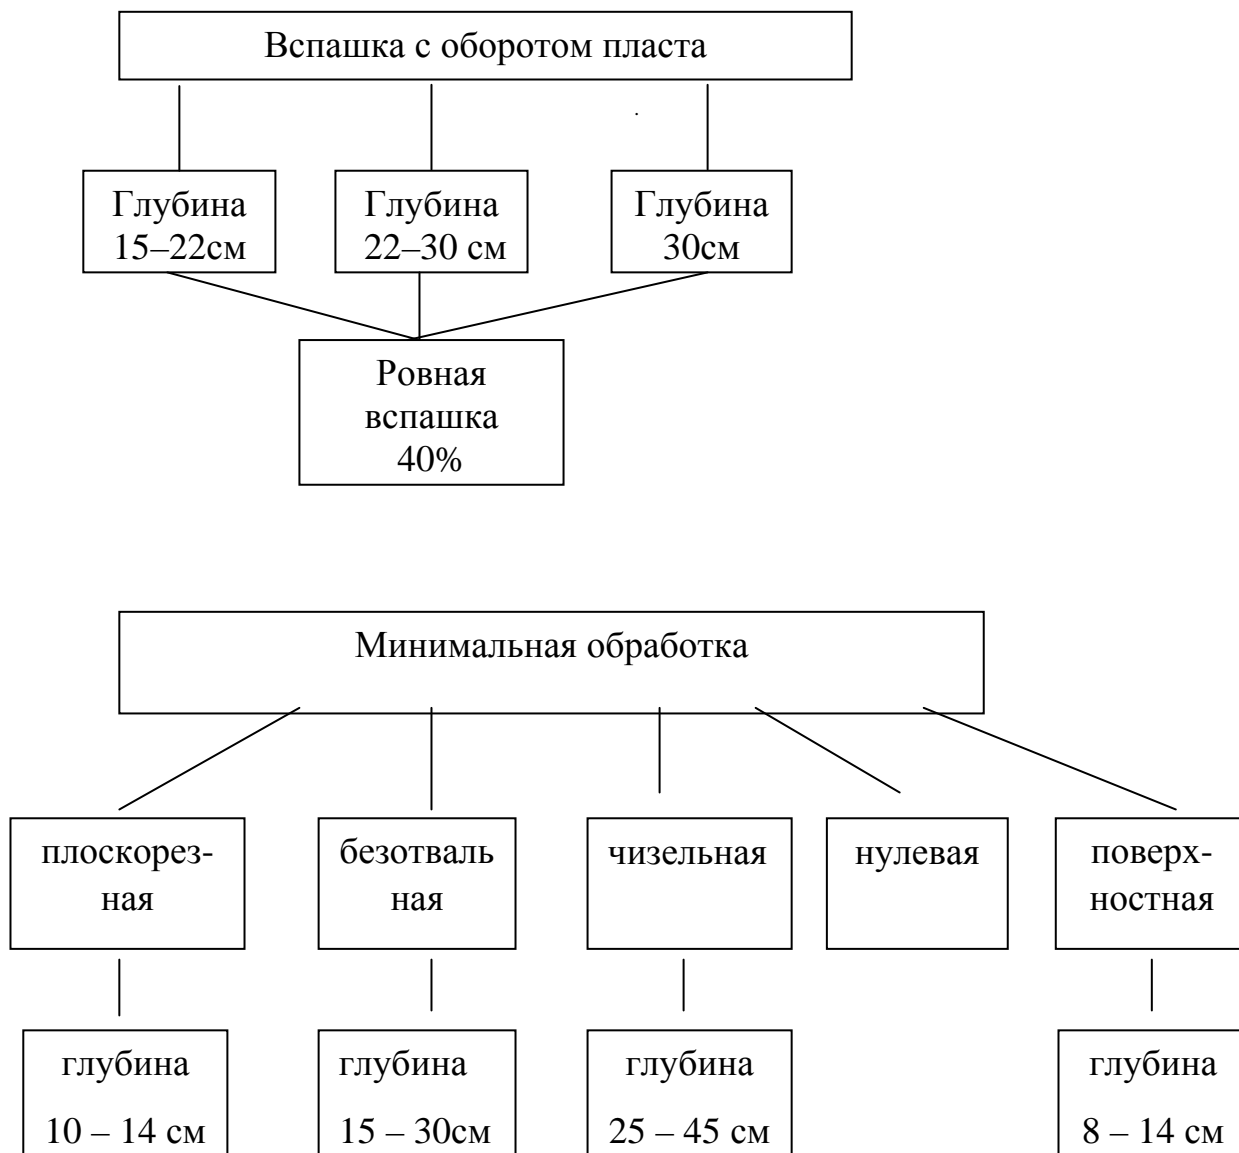 Вспашка с оборотом пласта
Глубина
15–22см
Глубина
22–30 см
Глубина
30см
Ровная
вспашка
40%
Минимальная обработка
плоскорез-
ная
безотваль
ная
чизельная
нулевая
поверх-
ностная
глубина
10 – 14 см
глубина
15 – 30см
глубина
25 – 45 см
глубина
8 – 14 см